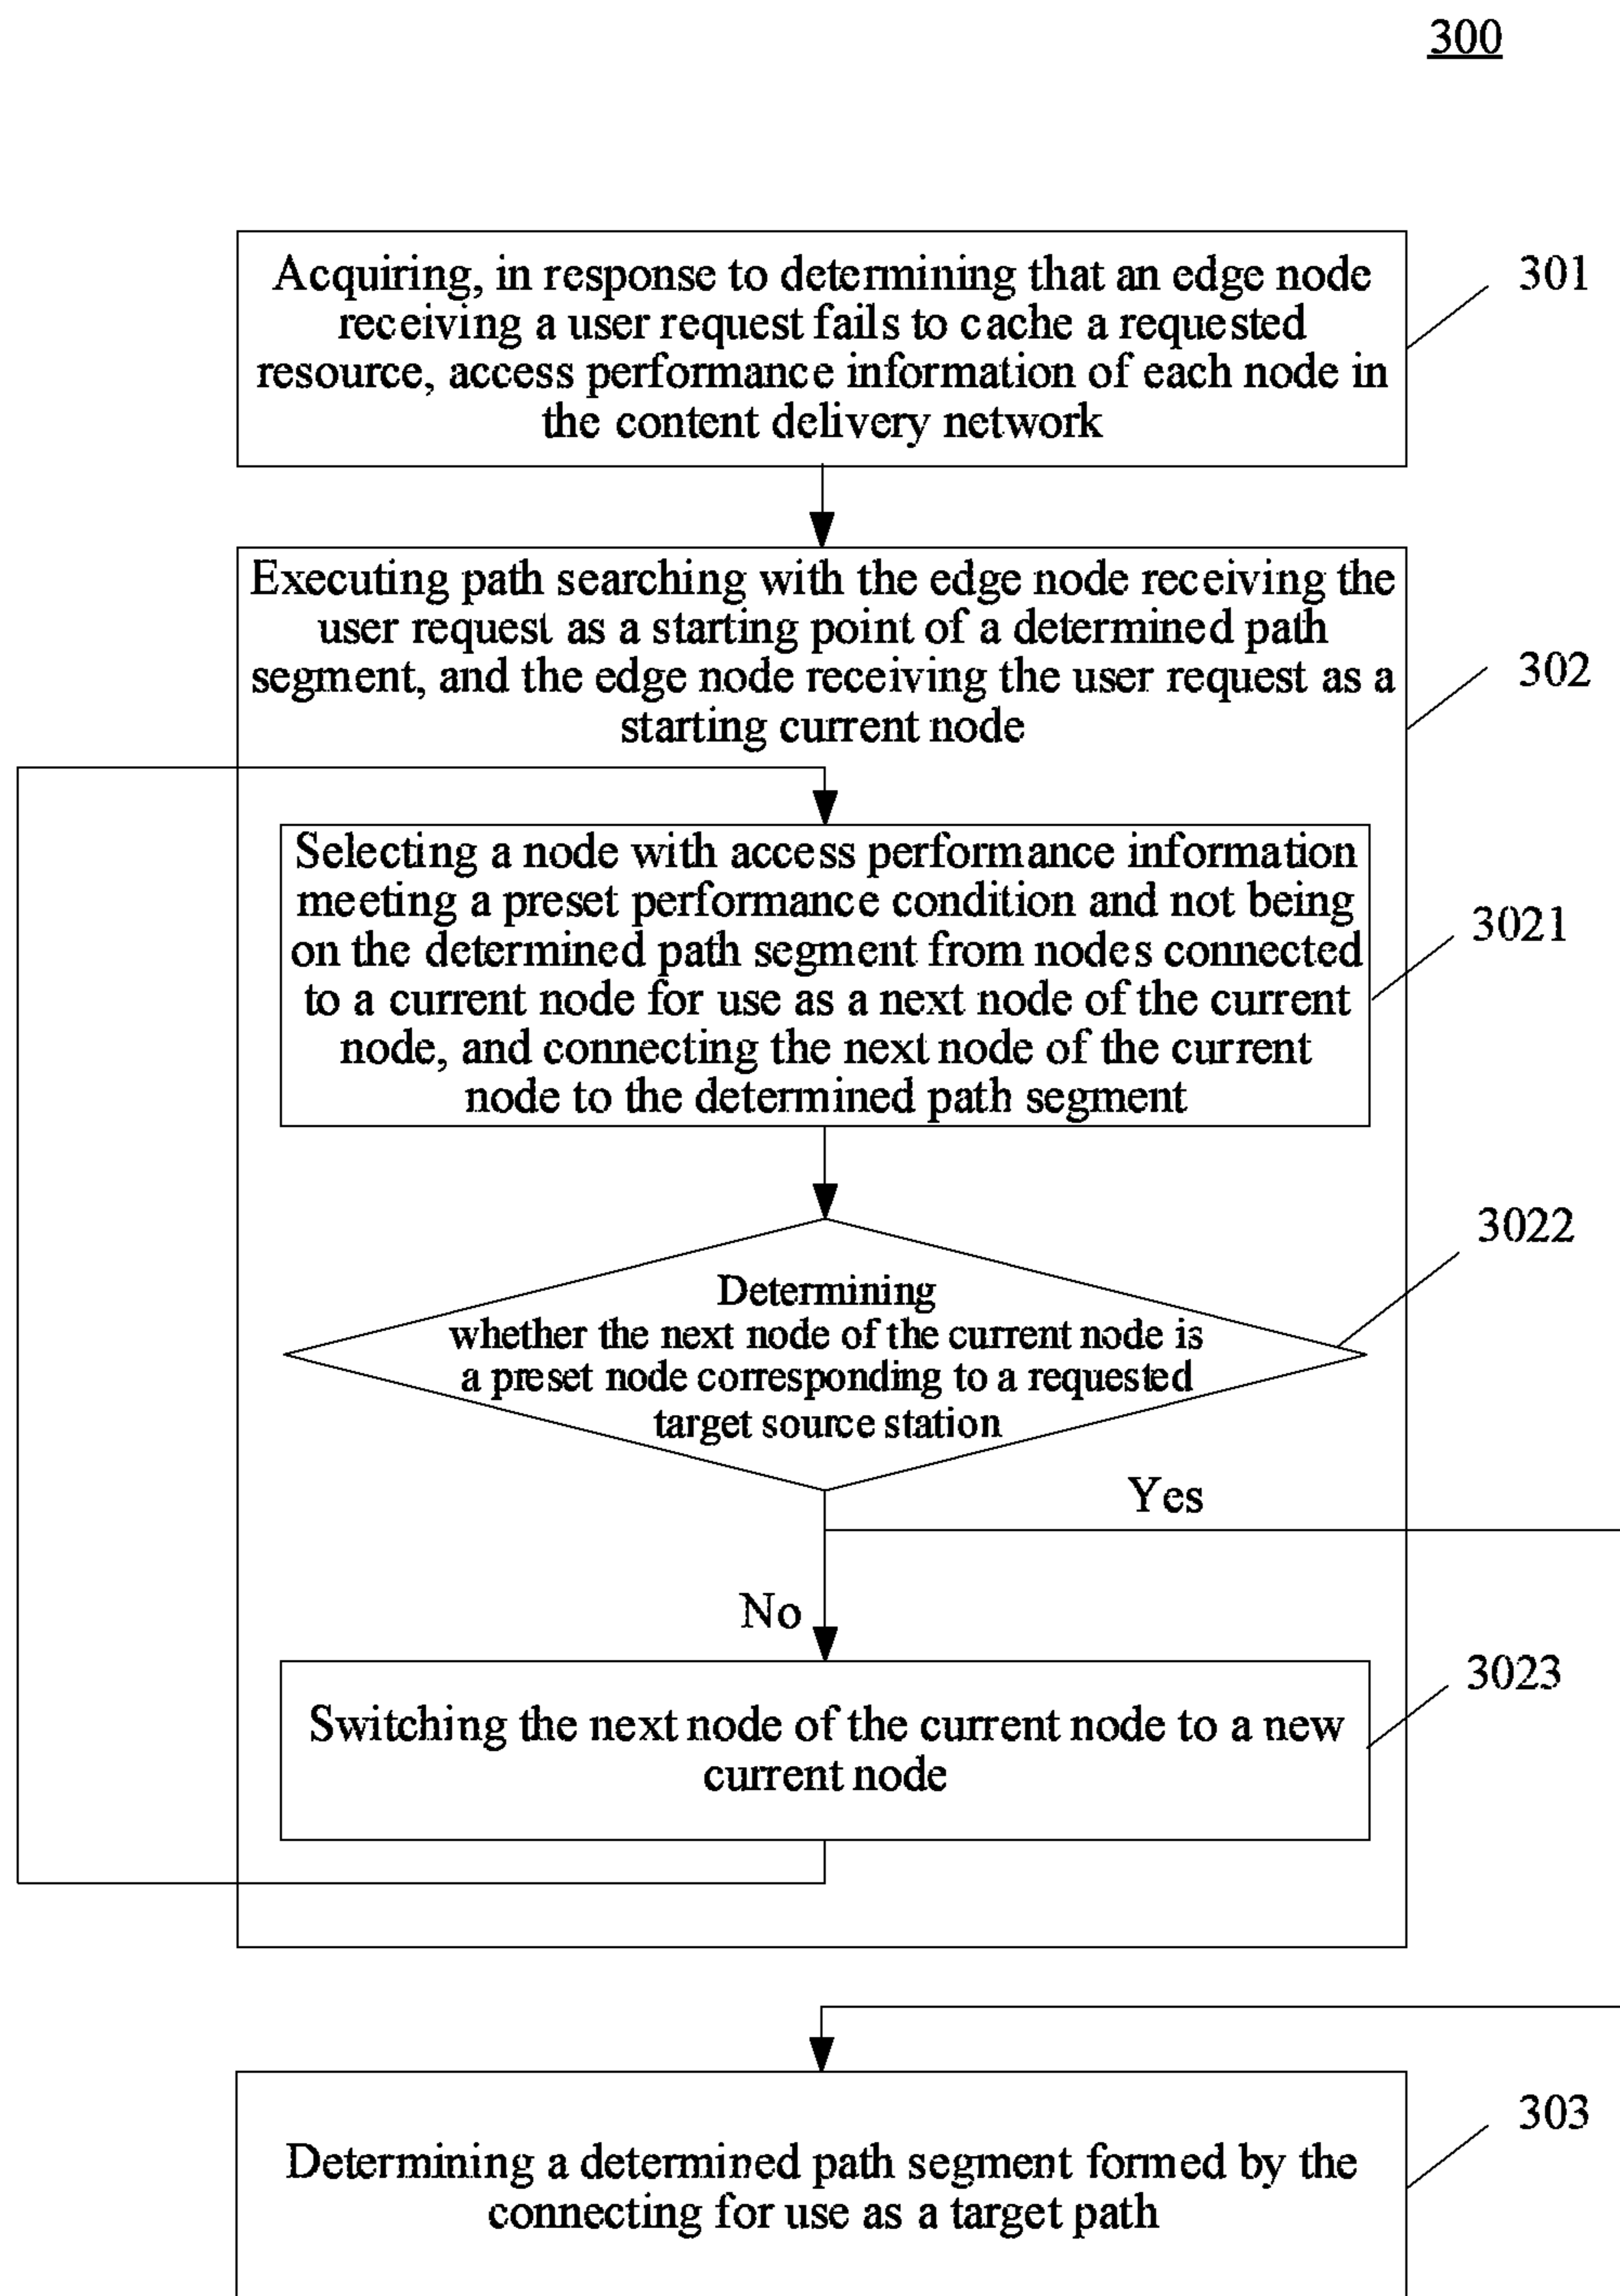 300
Acquiring, in response to determining that an edge node
receiving a user request fails to cache a requested
resource, access performance information of each node in
the content delivery network
301
Executing path searching with the edge node receiving the
user request as a starting point of a determined path
segment, and the edge node receiving the user request as a
starting current node
302
Selecting a node with access performance information
meeting a preset performance condition and not being
on the determined path segment from nodes connected
to a current node for use as a next node of the current
node, and connecting the next node of the current
node to the determined path segment
3021
3022
Determining
whether the next node of the current node is
a preset node corresponding to a requested
target source station
Yes
No
3023
Switching the next node of the current node to a new
current node
303
Determining a determined path segment formed by the
connecting for use as a target path